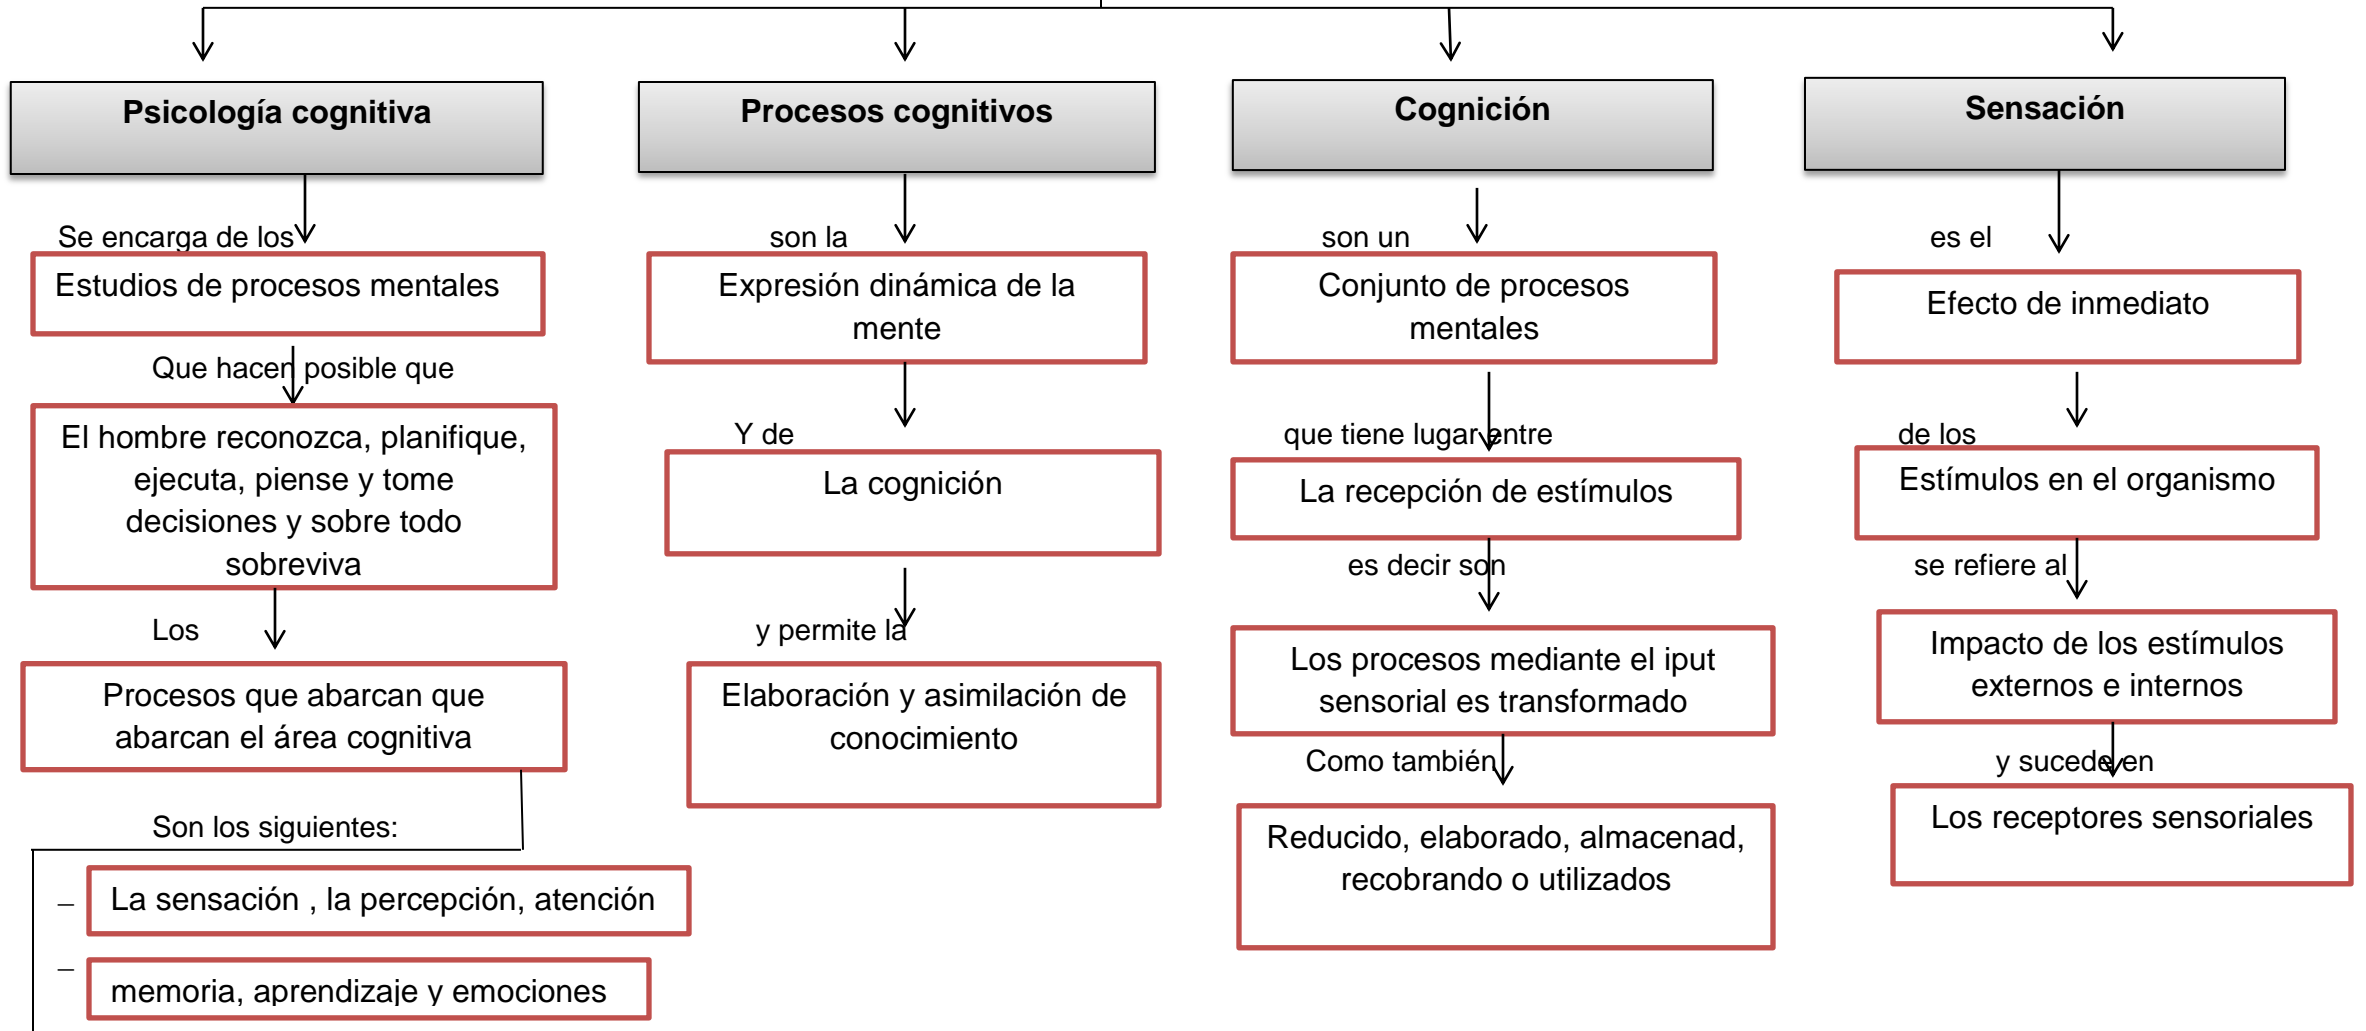 Psicología cognitiva
Se encarga de los
Estudios de procesos mentales
Que hacen posible que
El hombre reconozca, planifique,
ejecuta, piense y tome
decisiones y sobre todo
sobreviva
Los
Procesos que abarcan que
abarcan el área cognitiva
Son los siguientes:
– La sensación , la percepción, atención
– memoria, aprendizaje y emociones
Procesos cognitivos
son la
Expresión dinámica de la
mente
Y de
La cognición
y permite la
Elaboración y asimilación de
conocimiento
Cognición
son un
Conjunto de procesos
mentales
que tiene lugar entre
La recepción de estímulos
es decir son
Los procesos mediante el iput
sensorial es transformado
Como también
Reducido, elaborado, almacenad,
recobrando o utilizados
Sensación
es el
Efecto de inmediato
de los
Estímulos en el organismo
se refiere al
Impacto de los estímulos
externos e internos
y sucede en
Los receptores sensoriales